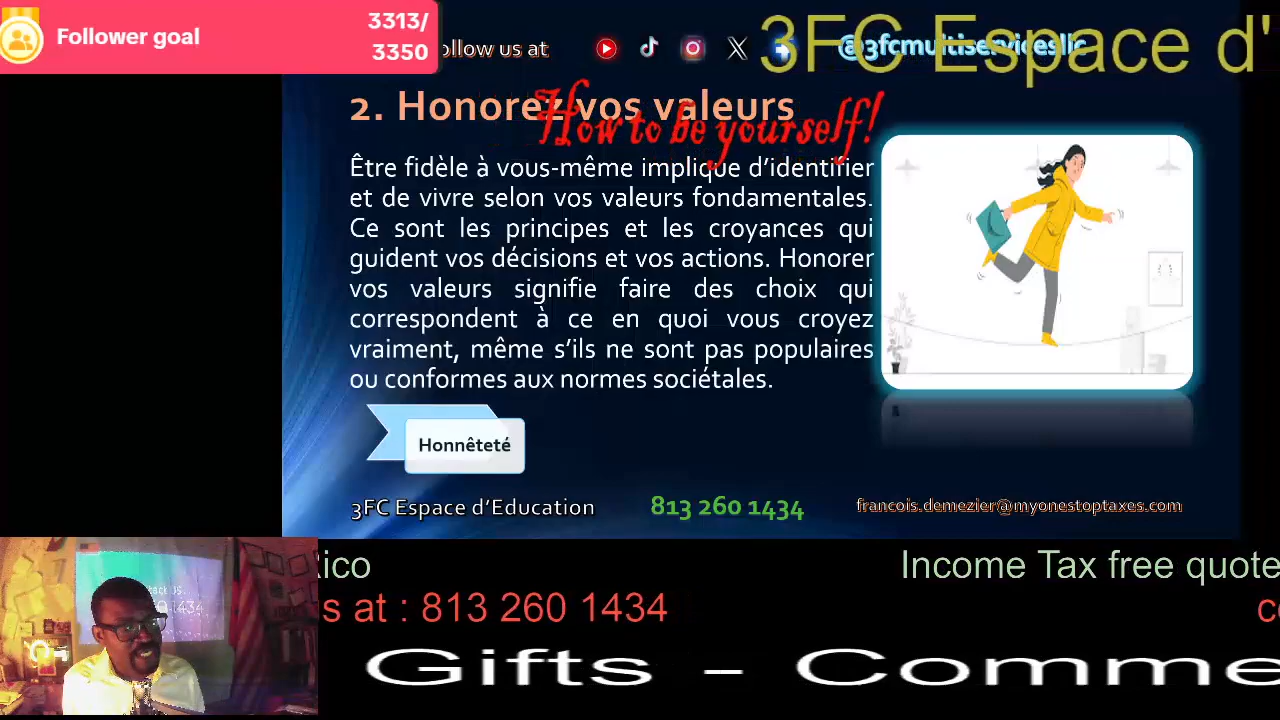 Follower goal
3313/
3350
ollow us at
@3fcmultiservicesllc
3FC Espace d'
2. Honorez vos valeurs
How to be yourself!
Être fidèle à vous-même implique d’identifier
et de vivre selon vos valeurs fondamentales.
Ce sont les principes et les croyances qui
guident vos décisions et vos actions. Honorer
vos valeurs signifie faire des choix qui
correspondent à ce en quoi vous croyez
vraiment, même s’ils ne sont pas populaires
ou conformes aux normes sociétales.
Honnêteté
3FC Espace d’Education
813 260 1434
francois.demezier@myonestoptaxes.com
Rico
Income Tax free quote
s at : 813 260 1434
c
Gifts - Comme